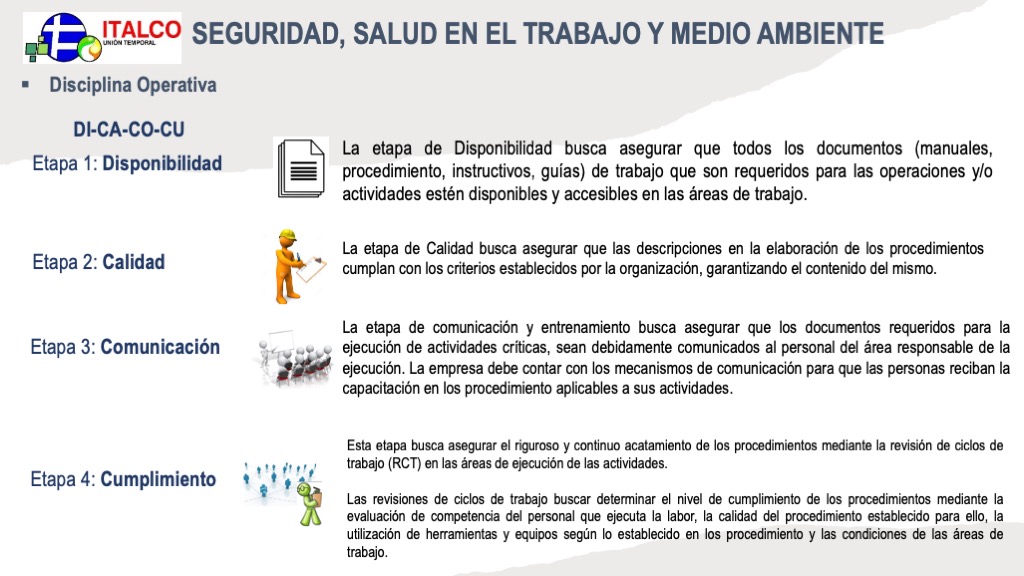 ITALCO
UNIÓN TEMPORAL
SEGURIDAD, SALUD EN EL TRABAJO Y MEDIO AMBIENTE
▪ Disciplina Operativa
DI-CA-CO-CU
Etapa 1: Disponibilidad
La etapa de Disponibilidad busca asegurar que todos los documentos (manuales,
procedimiento, instructivos, guías) de trabajo que son requeridos para las operaciones y/o
actividades estén disponibles y accesibles en las áreas de trabajo.
Etapa 2: Calidad
La etapa de Calidad busca asegurar que las descripciones en la elaboración de los procedimientos
cumplan con los criterios establecidos por la organización, garantizando el contenido del mismo.
Etapa 3: Comunicación
La etapa de comunicación y entrenamiento busca asegurar que los documentos requeridos para la
ejecución de actividades críticas, sean debidamente comunicados al personal del área responsable de la
ejecución. La empresa debe contar con los mecanismos de comunicación para que las personas reciban la
capacitación en los procedimiento aplicables a sus actividades.
Etapa 4: Cumplimiento
Esta etapa busca asegurar el riguroso y continuo acatamiento de los procedimientos mediante la revisión de ciclos de
trabajo (RCT) en las áreas de ejecución de las actividades.
Las revisiones de ciclos de trabajo buscar determinar el nivel de cumplimiento de los procedimientos mediante la
evaluación de competencia del personal que ejecuta la labor, la calidad del procedimiento establecido para ello, la
utilización de herramientas y equipos según lo establecido en los procedimiento y las condiciones de las áreas de
trabajo.